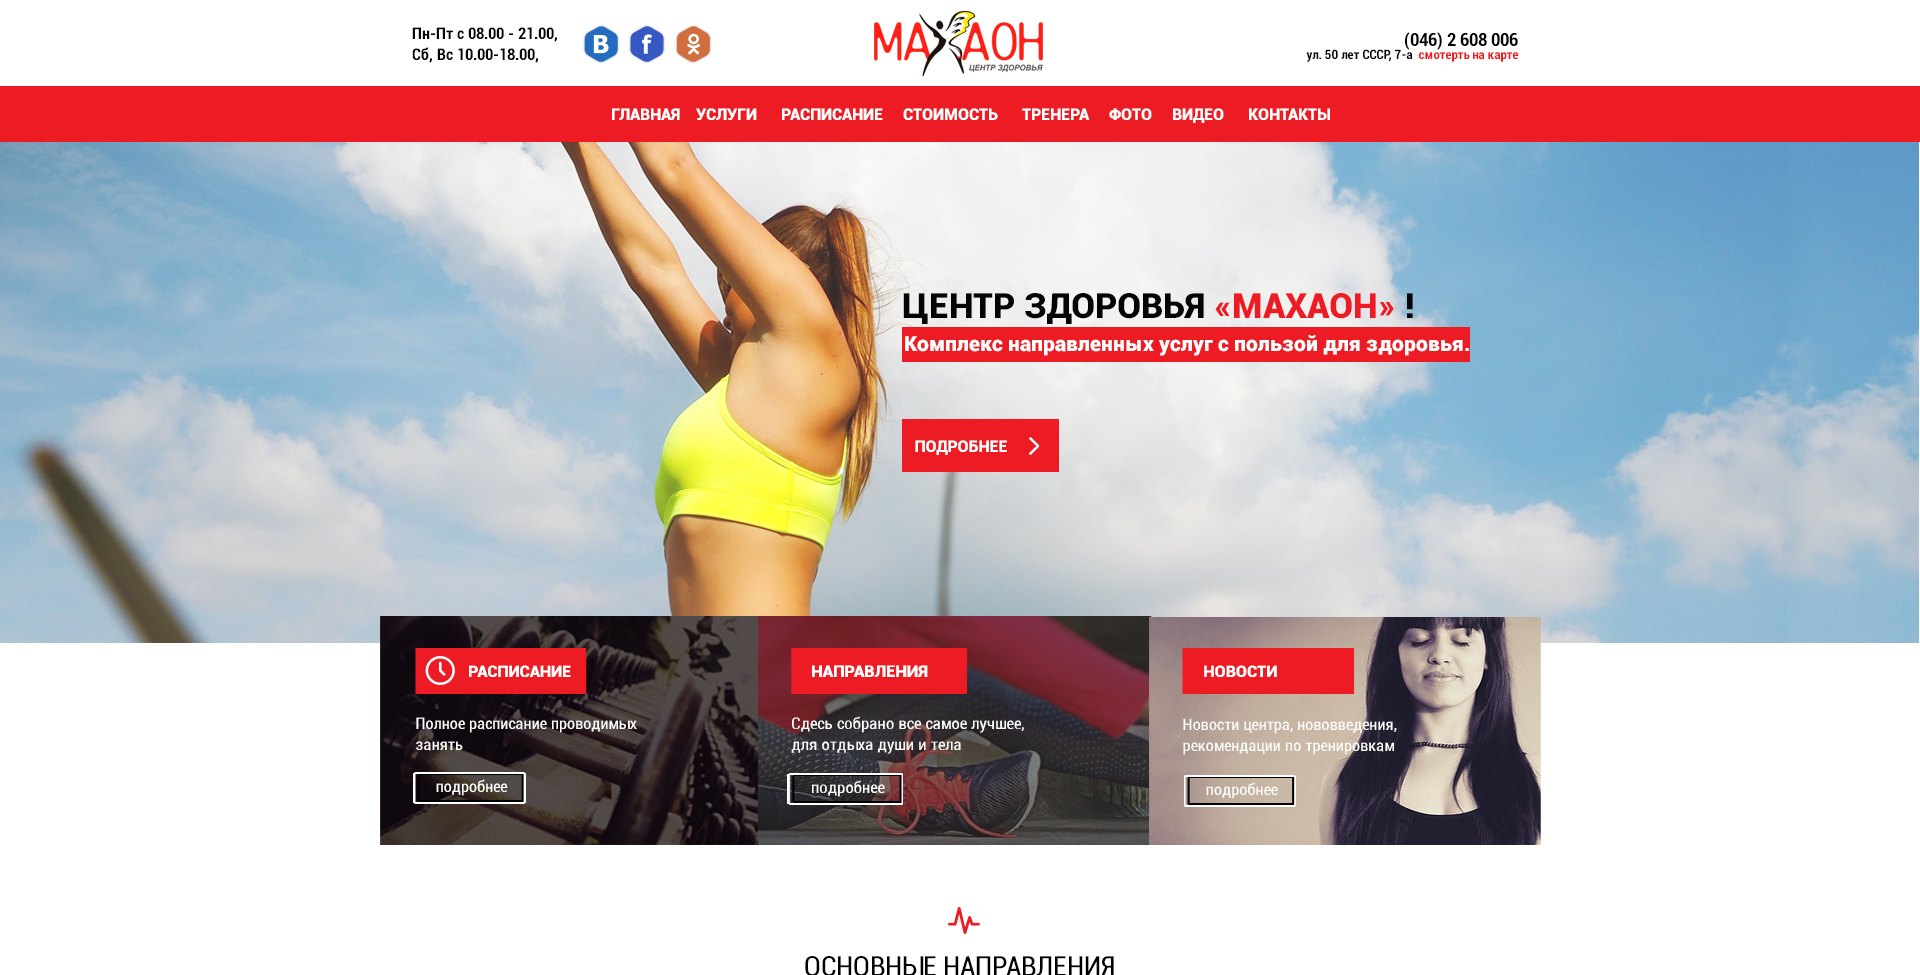 Пн-Пт с 08.00 - 21.00,
Сб, Вс 10.00-18.00,
МАХАОН
ЦЕНТР ЗДОРОВЬЯ
(046) 2 608 006
ул. 50 лет СССР, 7-а смотерть на карте
ГЛАВНАЯ УСЛУГИ РАСПИСАНИЕ СТОИМОСТЬ ТРЕНЕРА ФОТО ВИДЕО КОНТАКТЫ
ЦЕНТР ЗДОРОВЬЯ «МАХАОН» !
Комплекс направленных услуг с пользой для здоровья.
ПОДРОБНЕЕ
РАСПИСАНИЕ
Полное расписание проводимых
занять
подробнее
НАПРАВЛЕНИЯ
Сдесь собрано все самое лучшее,
для отдыха души и тела
подробнее
НОВОСТИ
Новости центра, нововведения,
рекомендации по тренировкам
подробнее
ОСНОВНЫЕ НАПРАВЛЕНИЯ